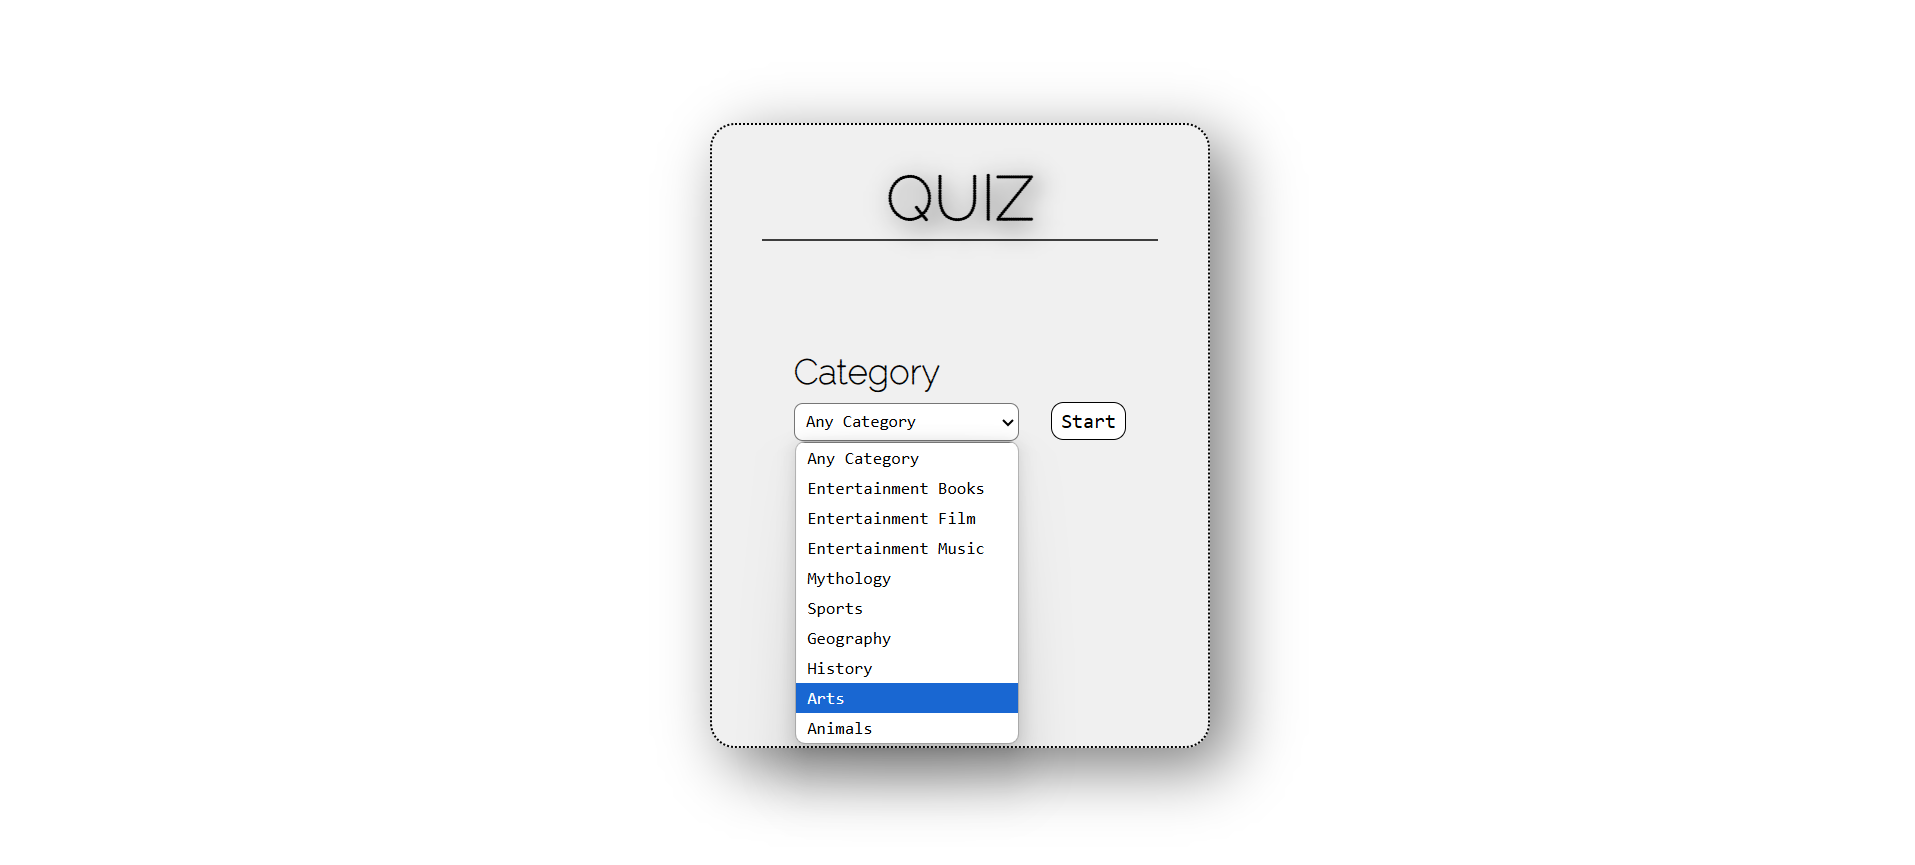 QUIZ
Category
Any Category
Start
Any Category
Entertainment Books
Entertainment Film
Entertainment Music
Mythology
Sports
Geography
History
Arts
Animals